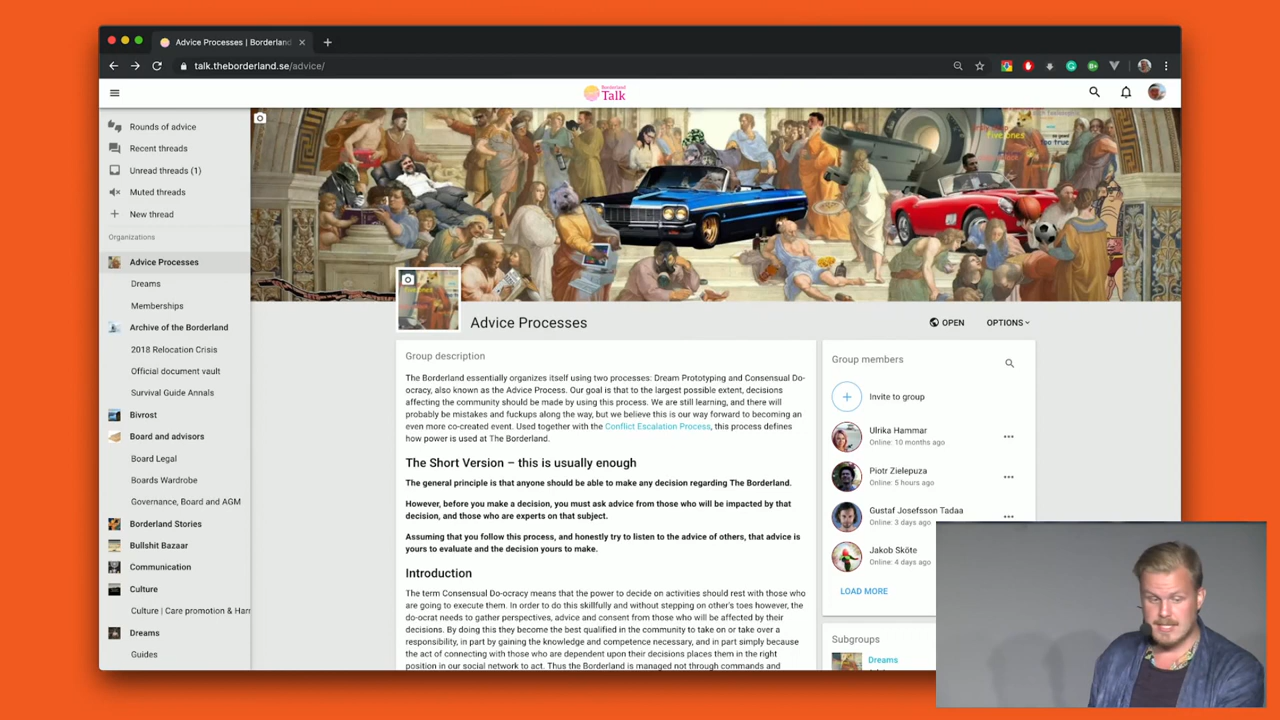 Advice Processes | Borderland
talk.theborderland.se/advice/
Borderland
Talk
Rounds of advice
Recent threads
Unread threads (1)
Muted threads
New thread
Organizations
Advice Processes
Dreams
Memberships
Archive of the Borderland
2018 Relocation Crisis
Official document vault
Survival Guide Annals
Bivrost
Board and advisors
Board Legal
Boards Wardrobe
Governance, Board and AGM
Borderland Stories
Bullshit Bazaar
Communication
Culture
Culture | Care promotion & Harr
Dreams
Guides
five ones
too true
Advice Processes
OPEN
OPTIONS
Group description
The Borderland essentially organizes itself using two processes: Dream Prototyping and Consensual Do-
ocracy, also known as the Advice Process. Our goal is that to the largest possible extent, decisions
affecting the community should be made by using this process. We are still learning, and there will
probably be mistakes and fuckups along the way, but we believe this is our way forward to becoming an
even more co-created event. Used together with the Conflict Escalation Process, this process defines
how power is used at The Borderland.
The Short Version – this is usually enough
The general principle is that anyone should be able to make any decision regarding The Borderland.
However, before you make a decision, you must ask advice from those who will be impacted by that
decision, and those who are experts on that subject.
Assuming that you follow this process, and honestly try to listen to the advice of others, that advice is
yours to evaluate and the decision yours to make.
Introduction
The term Consensual Do-ocracy means that the power to decide on activities should rest with those who
are going to execute them. In order to do this skillfully and without stepping on other's toes however, the
do-ocrat needs to gather perspectives, advice and consent from those who will be affected by their
decisions. By doing this they become the best qualified in the community to take on or take over a
responsibility, in part by gaining the knowledge and competence necessary, and in part simply because
the act of connecting with those who are dependent upon their decisions places them in the right
position in our social network to act. Thus the Borderland is managed not through commands and
Group members
Invite to group
Ulrika Hammar
Online: 10 months ago
Piotr Zielepuza
Online: 5 hours ago
Gustaf Josefsson Tadaa
Online: 3 days ago
Jakob Sköte
Online: 4 days ago
LOAD MORE
Subgroups
Dreams